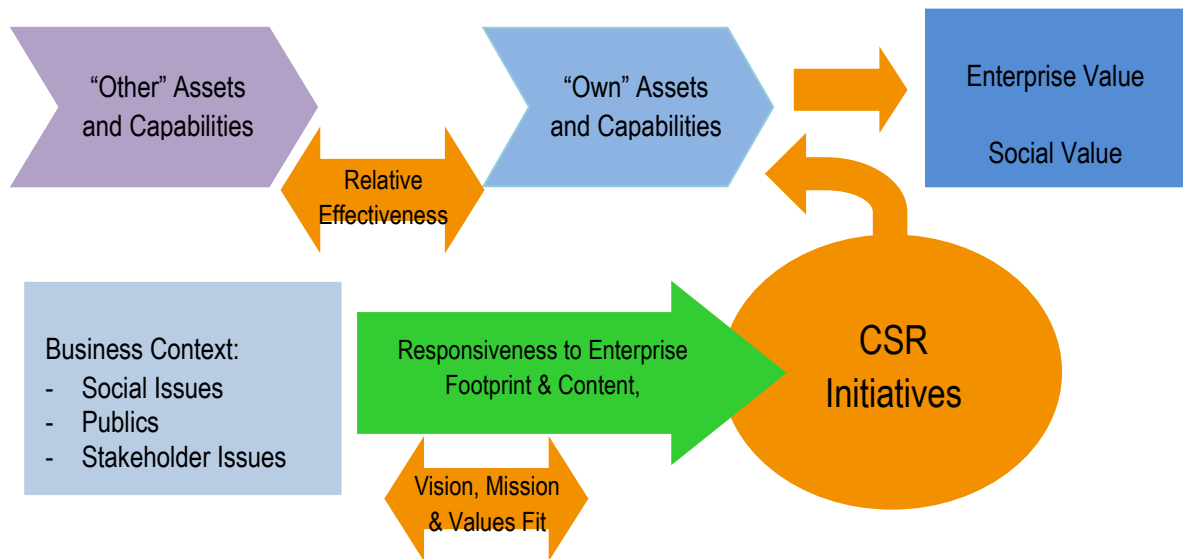 “Other” Assets
and Capabilities
“Own” Assets
and Capabilities
Enterprise Value
Social Value
Relative
Effectiveness
Business Context:
- Social Issues
- Publics
- Stakeholder Issues
Responsiveness to Enterprise
Footprint & Content,
CSR
Initiatives
Vision, Mission
& Values Fit